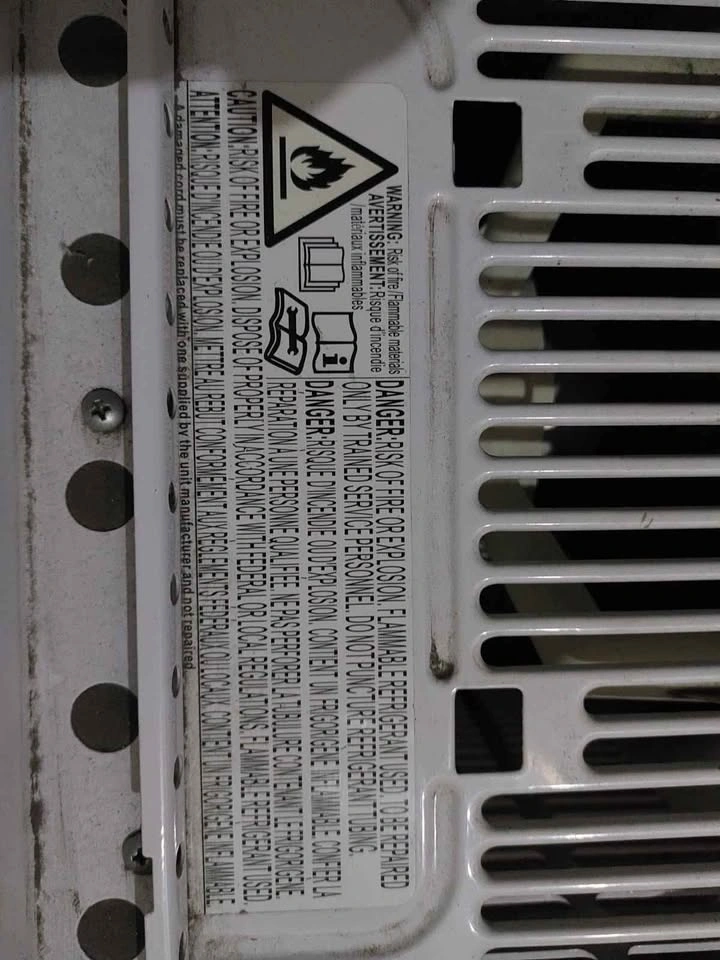 WARNING: Risk of fire /Flammable materials
AVERTISSEMENT: Risque d'incendie
/matériaux inflammables
DANGER: RISK OF FIRE OR EXPLOSION. FLAMMABLE REFRIGERANT USED. TO BE REPAIRED
ONLY BY TRAINED SERVICE PERSONNEL. DO NOT PUNCTURE REFRIGERANT TUBING.
DANGER: RISQUE D'INCENDIE OU D'EXPLOSION. CONTIENT UN FRIGORIGÈNE INFLAMMABLE. CONFIER LA
RÉPARATION À UNE PERSONNE QUALIFIÉE. NE PAS PERFORER LA TUBULURE CONTENANT LE FRIGORIGÈNE.
CAUTION: RISK OF FIRE OR EXPLOSION. DISPOSE OF PROPERLY IN ACCORDANCE WITH FEDERAL OR LOCAL REGULATIONS. FLAMMABLE REFRIGERANT USED.
ATTENTION: RISQUE D'INCENDIE OU D'EXPLOSION. METTRE AU REBUT CONFORMÉMENT AUX RÈGLEMENTS FÉDÉRAUX OU LOCAUX. CONTIENT UN FRIGORIGÈNE INFLAMMABLE.
A damaged cord must be replaced with one supplied by the unit manufacturer and not repaired.